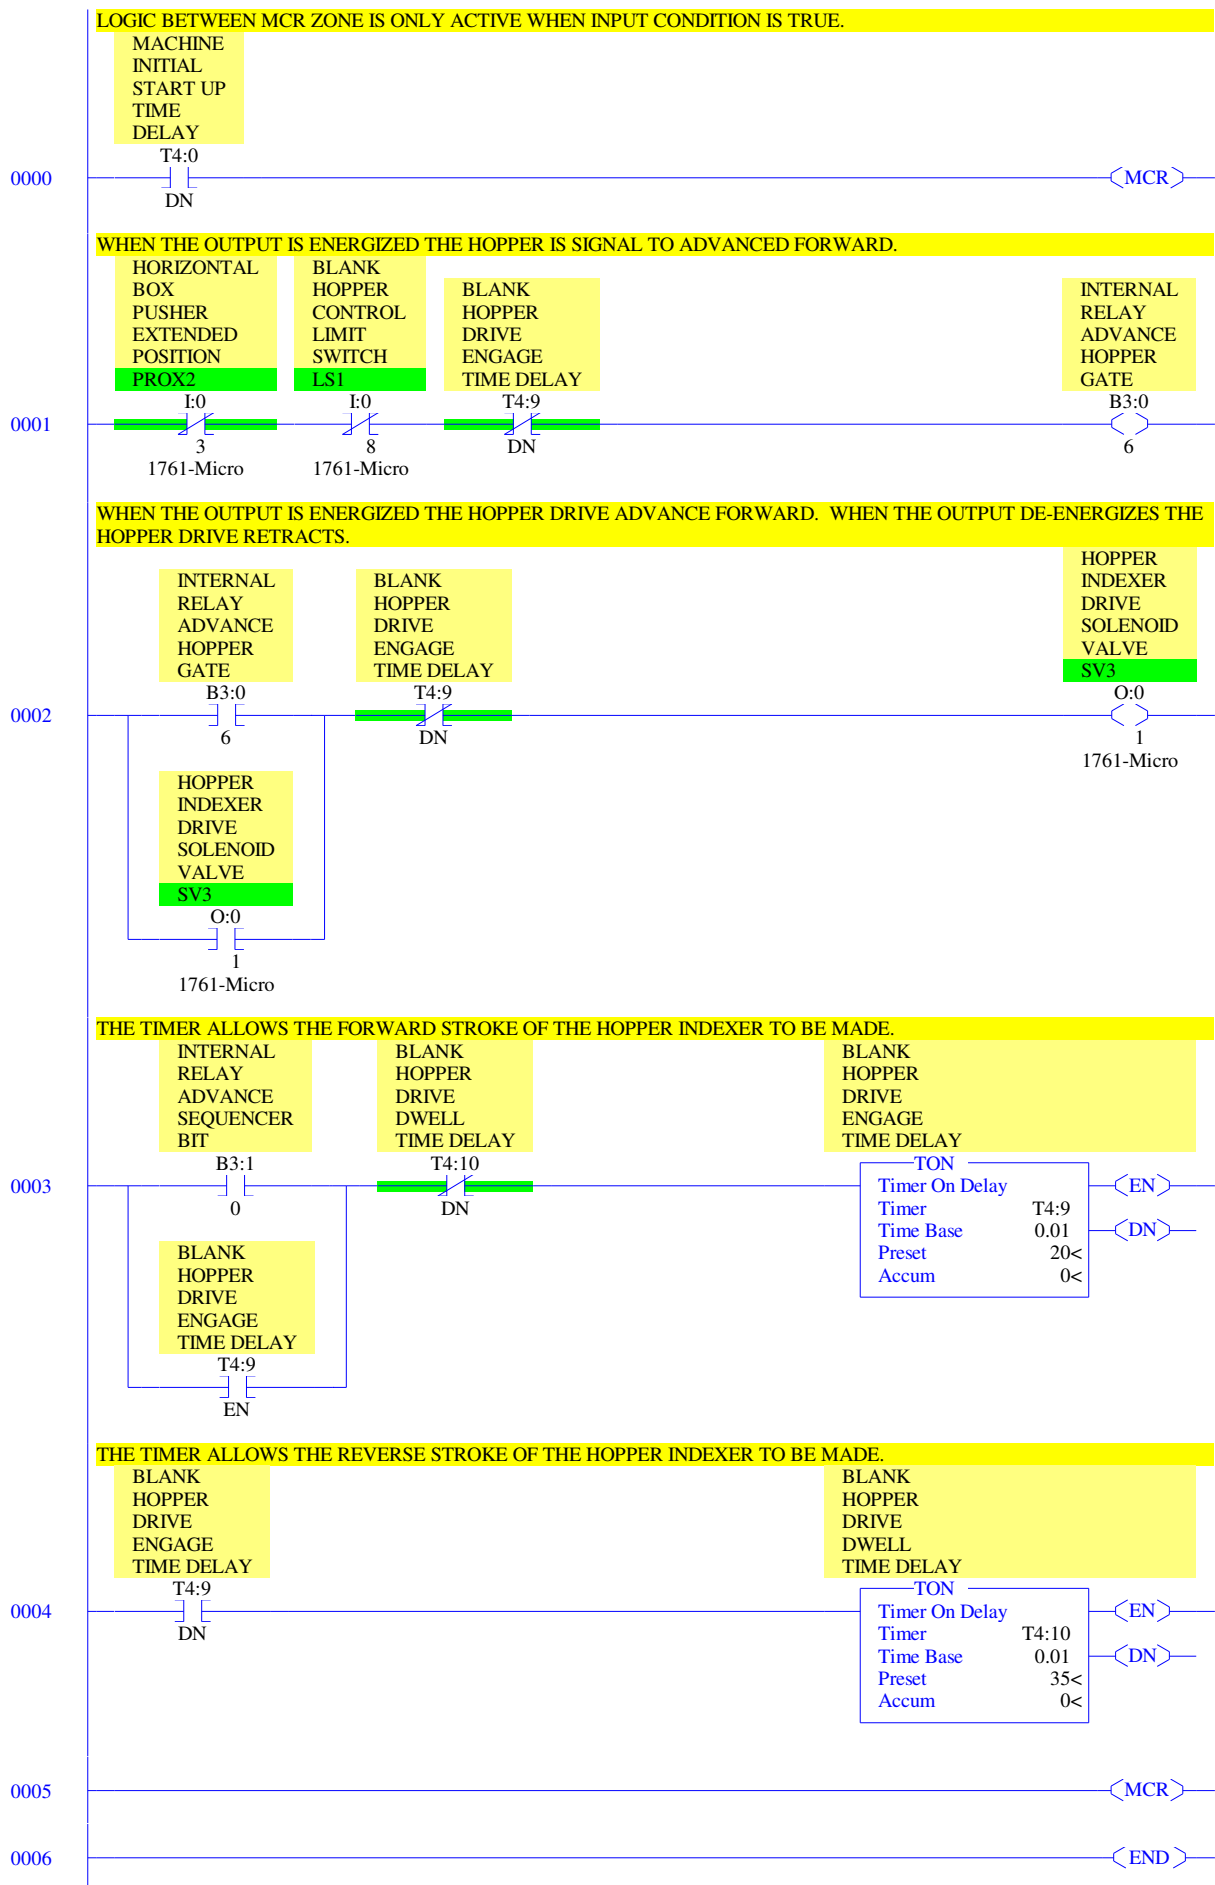 LOGIC BETWEEN MCR ZONE IS ONLY ACTIVE WHEN INPUT CONDITION IS TRUE.
MACHINE
INITIAL
START UP
TIME
DELAY
T4:0
0000
MCR
DN
WHEN THE OUTPUT IS ENERGIZED THE HOPPER IS SIGNAL TO ADVANCED FORWARD.
HORIZONTAL
BOX
PUSHER
EXTENDED
POSITION
PROX2
I:0
3
1761-Micro
BLANK
HOPPER
CONTROL
LIMIT
SWITCH
LS1
I:0
8
1761-Micro
BLANK
HOPPER
DRIVE
ENGAGE
TIME DELAY
T4:9
DN
INTERNAL
RELAY
ADVANCE
HOPPER
GATE
B3:0
6
0001
WHEN THE OUTPUT IS ENERGIZED THE HOPPER DRIVE ADVANCE FORWARD.  WHEN THE OUTPUT DE-ENERGIZES THE
HOPPER DRIVE RETRACTS.
INTERNAL
RELAY
ADVANCE
HOPPER
GATE
B3:0
6
BLANK
HOPPER
DRIVE
ENGAGE
TIME DELAY
T4:9
DN
HOPPER
INDEXER
DRIVE
SOLENOID
VALVE
SV3
O:0
1
1761-Micro
0002
HOPPER
INDEXER
DRIVE
SOLENOID
VALVE
SV3
O:0
1
1761-Micro
THE TIMER ALLOWS THE FORWARD STROKE OF THE HOPPER INDEXER TO BE MADE.
INTERNAL
RELAY
ADVANCE
SEQUENCER
BIT
B3:1
0
BLANK
HOPPER
DRIVE
DWELL
TIME DELAY
T4:10
DN
BLANK
HOPPER
DRIVE
ENGAGE
TIME DELAY
TON
Timer On Delay
Timer T4:9
Time Base 0.01
Preset 20<
Accum 0<
EN
DN
0003
BLANK
HOPPER
DRIVE
ENGAGE
TIME DELAY
T4:9
EN
THE TIMER ALLOWS THE REVERSE STROKE OF THE HOPPER INDEXER TO BE MADE.
BLANK
HOPPER
DRIVE
ENGAGE
TIME DELAY
T4:9
DN
BLANK
HOPPER
DRIVE
DWELL
TIME DELAY
TON
Timer On Delay
Timer T4:10
Time Base 0.01
Preset 35<
Accum 0<
EN
DN
0004
0005
MCR
0006
END